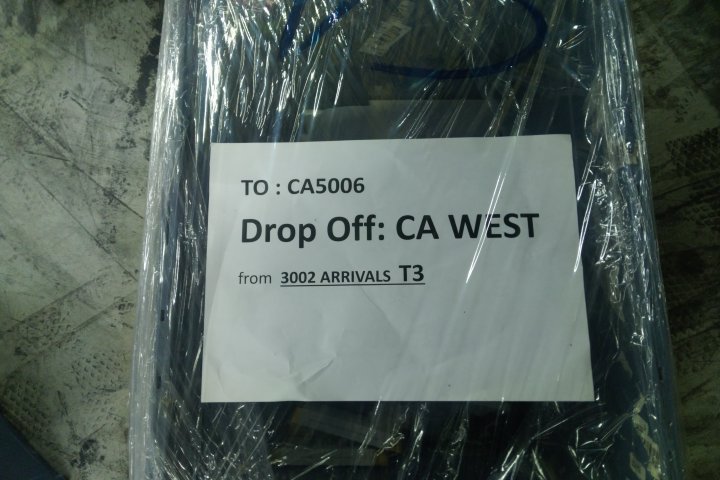 TO : CA5006
Drop Off: CA WEST
from 3002 ARRIVALS T3